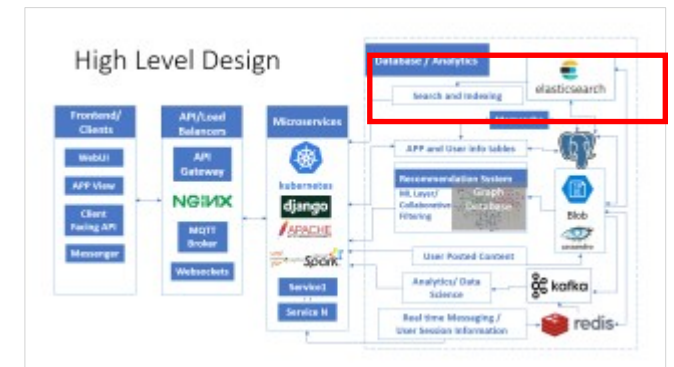 High Level Design
Database / Analytics
elasticsearch
Search and Indexing
Frontend/
Clients
WebUI
APP View
Client
Facing API
Messenger
API/Load
Balancers
API
Gateway
NGINX
MQTT
Broker
Websockets
Microservices
kubernetes
django
APACHE
Spark
Service1
Service N
APP and User info tables
Recommendation System
ML Layer/
Collaborative
Filtering
Graph
Database
Blob
cassandra
User Posted Content
Analytics/ Data
Science
kafka
Real time Messaging /
User Session Information
redis